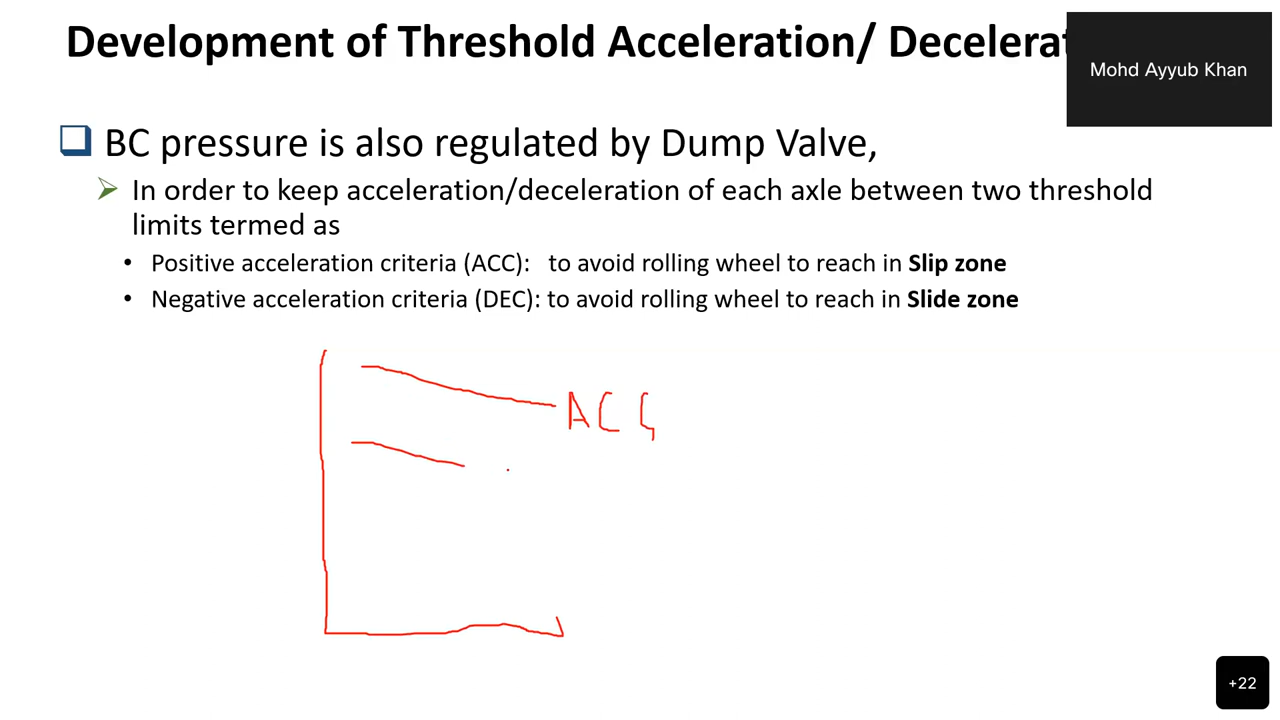 Development of Threshold Acceleration/
Mohd Ayyub Khan
BC pressure is also regulated by Dump Valve,
In order to keep acceleration/deceleration of each axle between two threshold
limits termed as
• Positive acceleration criteria (ACC): to avoid rolling wheel to reach in Slip zone
• Negative acceleration criteria (DEC): to avoid rolling wheel to reach in Slide zone
ACC
+22